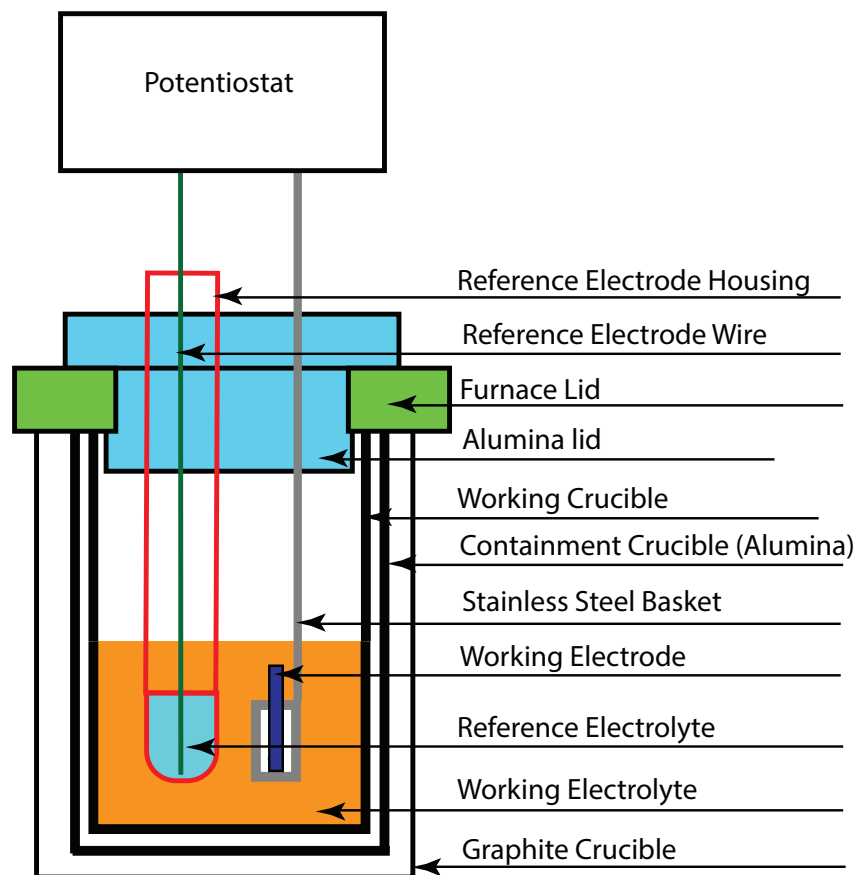 Potentiostat
Reference Electrode Housing
Reference Electrode Wire
Furnace Lid
Alumina lid
Working Crucible
Containment Crucible (Alumina)
Stainless Steel Basket
Working Electrode
Reference Electrolyte
Working Electrolyte
Graphite Crucible